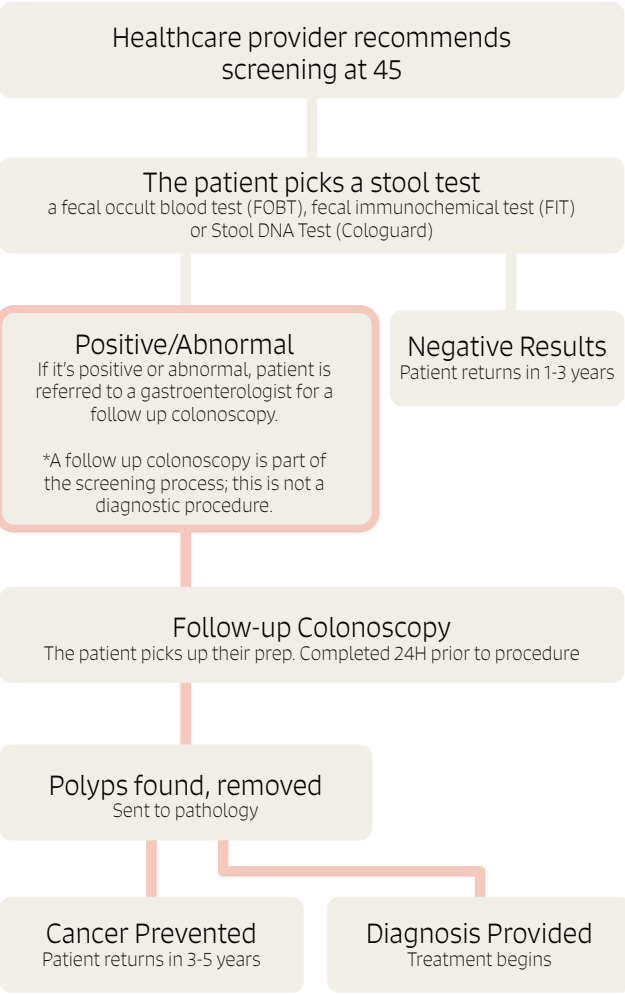 Healthcare provider recommends
screening at 45
The patient picks a stool test
a fecal occult blood test (FOBT), fecal immunochemical test (FIT)
or Stool DNA Test (Cologuard)
Positive/Abnormal
If it's positive or abnormal, patient is
referred to a gastroenterologist for a
follow up colonoscopy.
*A follow up colonoscopy is part of
the screening process; this is not a
diagnostic procedure.
Negative Results
Patient returns in 1-3 years
Follow-up Colonoscopy
The patient picks up their prep. Completed 24H prior to procedure
Polyps found, removed
Sent to pathology
Cancer Prevented
Patient returns in 3-5 years
Diagnosis Provided
Treatment begins